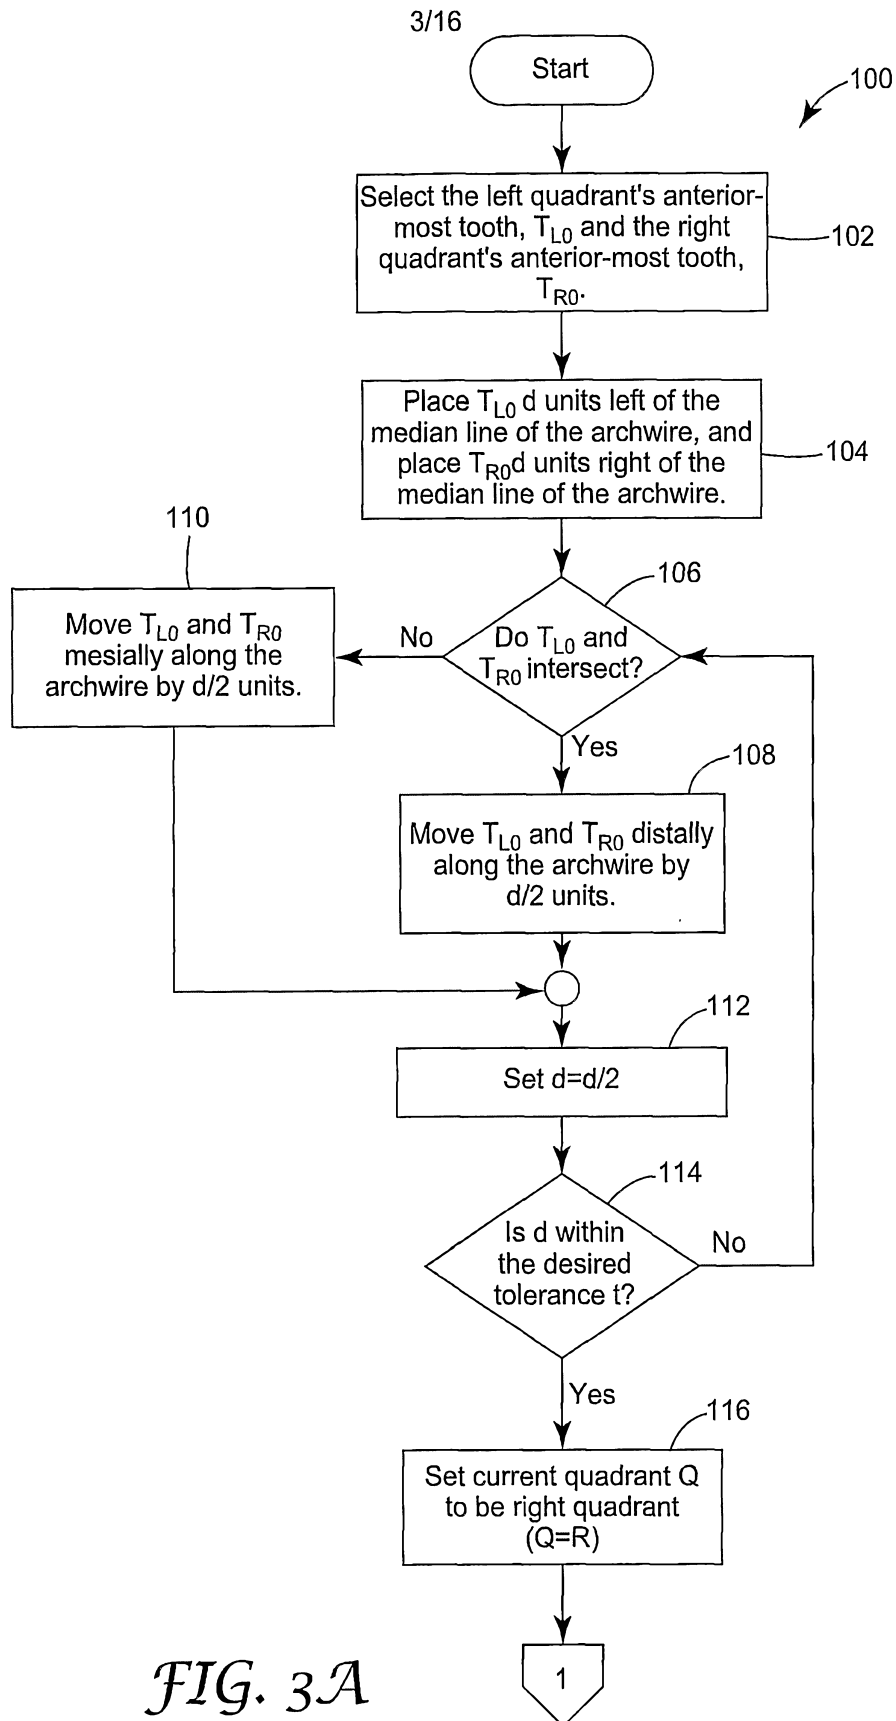 3/16
Start
100
Select the left quadrant's anterior-
most tooth, TL0 and the right
quadrant's anterior-most tooth,
TR0.
102
Place TL0 d units left of the
median line of the archwire, and
place TR0d units right of the
median line of the archwire.
104
110
106
Move TL0 and TR0
mesially along the
archwire by d/2 units.
No
Do TL0 and
TR0 intersect?
Yes
108
Move TL0 and TR0 distally
along the archwire by
d/2 units.
112
Set d=d/2
114
Is d within
the desired
tolerance t?
No
Yes
116
Set current quadrant Q
to be right quadrant
(Q=R)
1
FIG. 3A